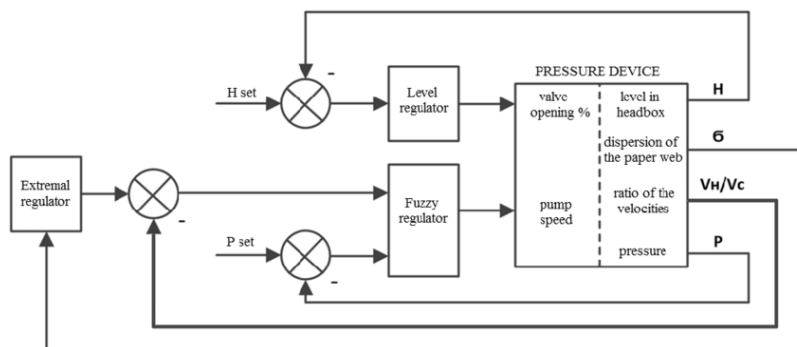 PRESSURE DEVICE
H set
-
Level
regulator
valve
opening %
level in
headbox
H
dispersion of
the paper web
б
Extremal
regulator
-
Fuzzy
regulator
pump
speed
ratio of the
velocities
Vн/Vс
P set
-
pressure
P